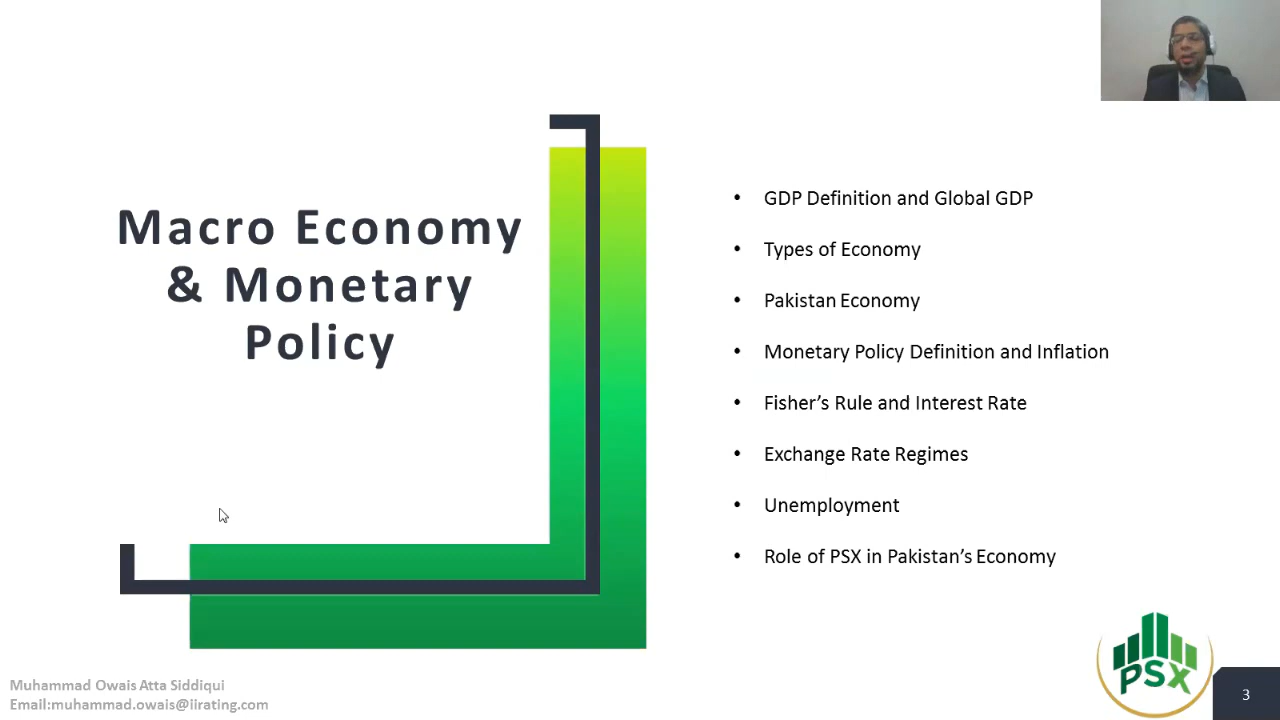 Macro Economy
& Monetary
Policy
• GDP Definition and Global GDP
• Types of Economy
• Pakistan Economy
• Monetary Policy Definition and Inflation
• Fisher’s Rule and Interest Rate
• Exchange Rate Regimes
• Unemployment
• Role of PSX in Pakistan’s Economy
Muhammad Owais Atta Siddiqui
Email:muhammad.owais@iirating.com
PSX
3